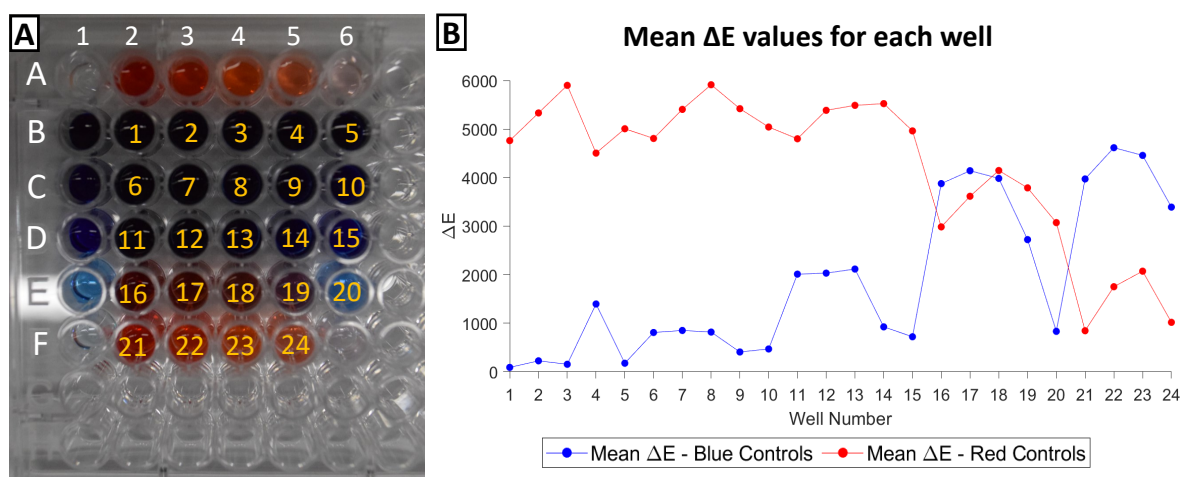 A
1 2 3 4 5 6
A
B 1 2 3 4 5
C 6 7 8 9 10
D 11 12 13 14 15
E 16 17 18 19 20
F 21 22 23 24
B
Mean ΔE values for each well
6000
5000
4000
3000
2000
1000
0
ΔE
1 2 3 4 5 6 7 8 9 10 11 12 13 14 15 16 17 18 19 20 21 22 23 24
Well Number
Mean ΔE - Blue Controls Mean ΔE - Red Controls